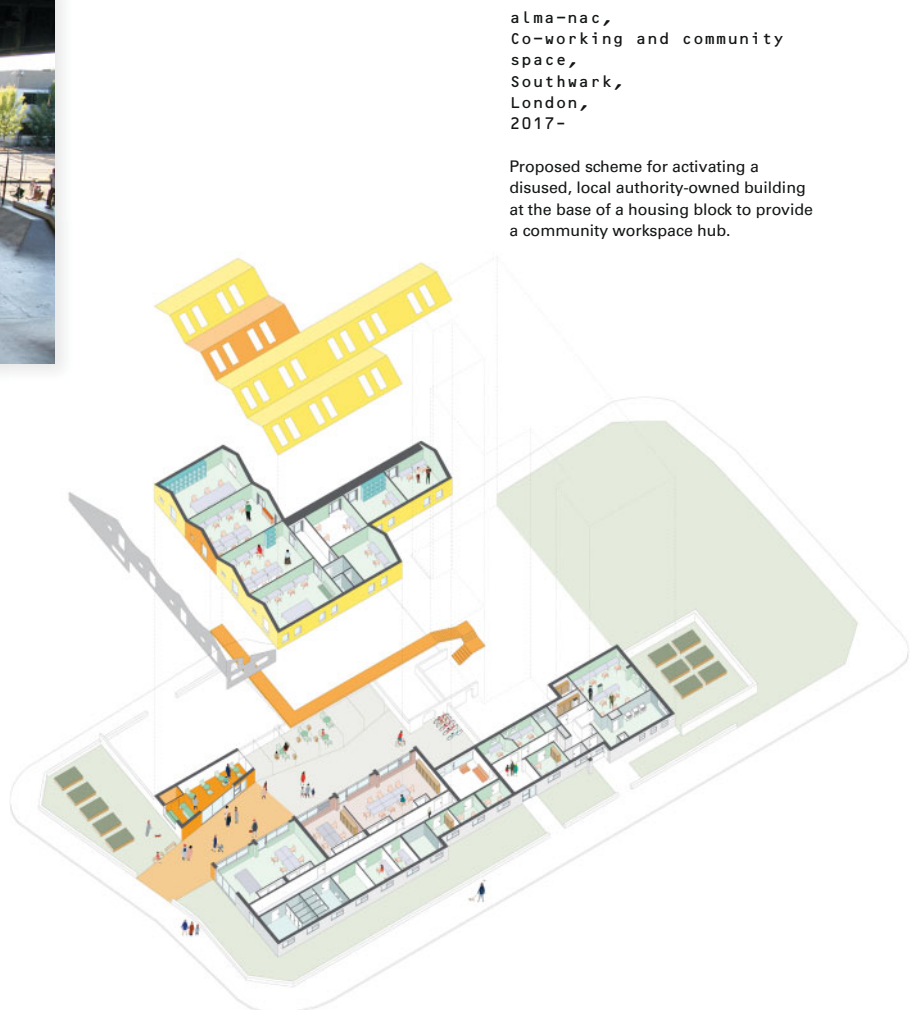 alma-nac,
Co-working and community
space,
Southwark,
London,
2017-
Proposed scheme for activating a
disused, local authority-owned building
at the base of a housing block to provide
a community workspace hub.